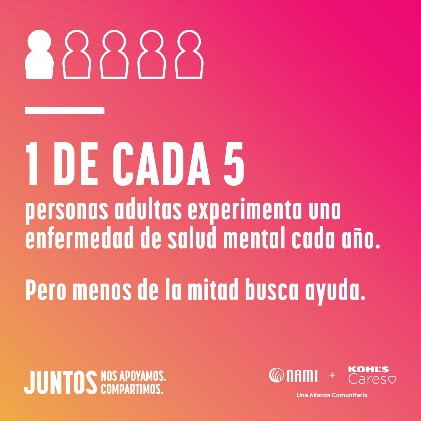 1 DE CADA 5
personas adultas experimenta una
enfermedad de salud mental cada año.
Pero menos de la mitad busca ayuda.
JUNTOS NOS APOYAMOS.
COMPARTIMOS.
NAMI + KOHL'S
Cares
Una Alianza Comunitaria